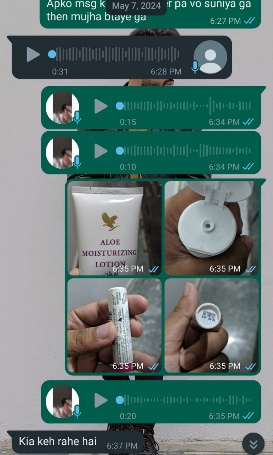 Apko msg k
er pa vo suniya ga
May 7, 2024
then mujha btaye ga
6:27 PM
0:31
6:28 PM
0:15
6:34 PM
0:10
6:34 PM
ALOE
MOISTURIZING
LOTION
6:35 PM
6:35 PM
6:35 PM
6:35 PM
0:20
6:35 PM
Kia keh rahe hai
6:37 PM